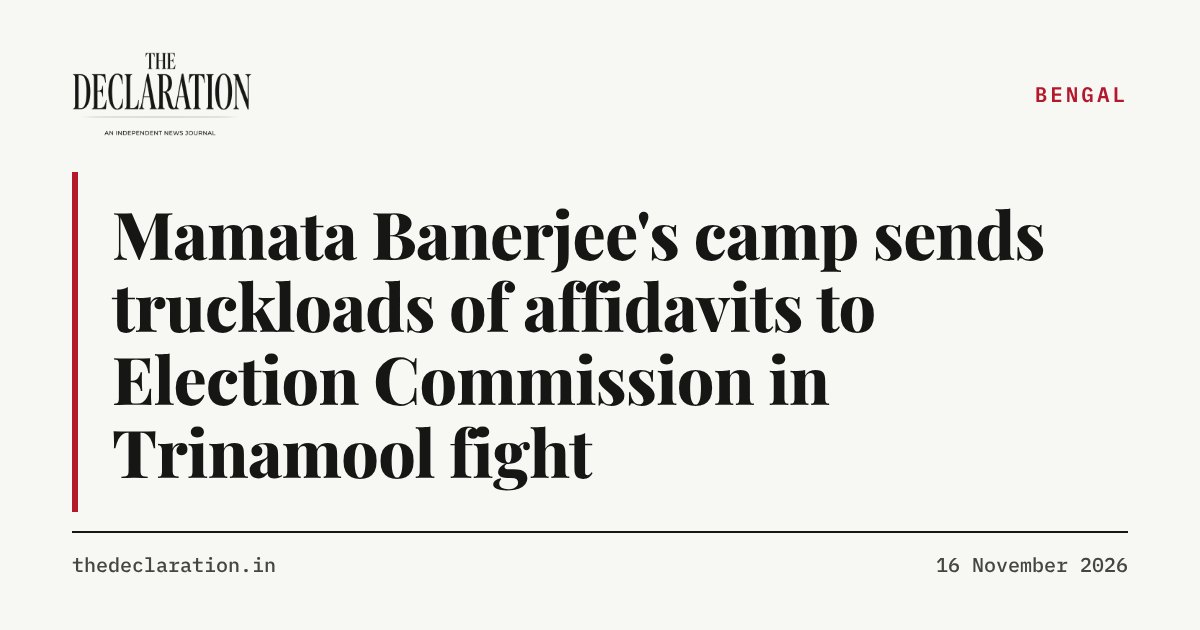 THE
DECLARATION
AN INDEPENDENT NEWS JOURNAL
BENGAL
Mamata Banerjee's camp sends
truckloads of affidavits to
Election Commission in
Trinamool fight
thedeclaration.in
16 November 2026